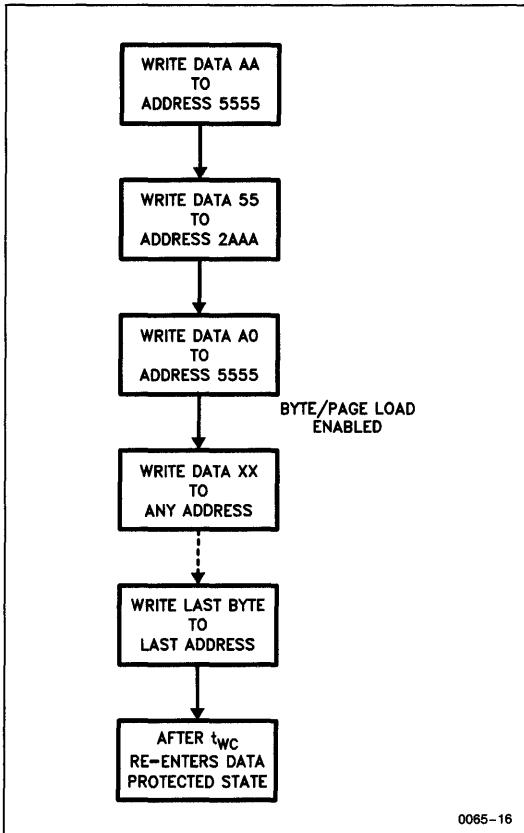 WRITE DATA AA
TO
ADDRESS 5555
WRITE DATA 55
TO
ADDRESS 2AAA
WRITE DATA A0
TO
ADDRESS 5555
BYTE/PAGE LOAD
ENABLED
WRITE DATA XX
TO
ANY ADDRESS
WRITE LAST BYTE
TO
LAST ADDRESS
AFTER tWC
RE-ENTERS DATA
PROTECTED STATE
0065-16